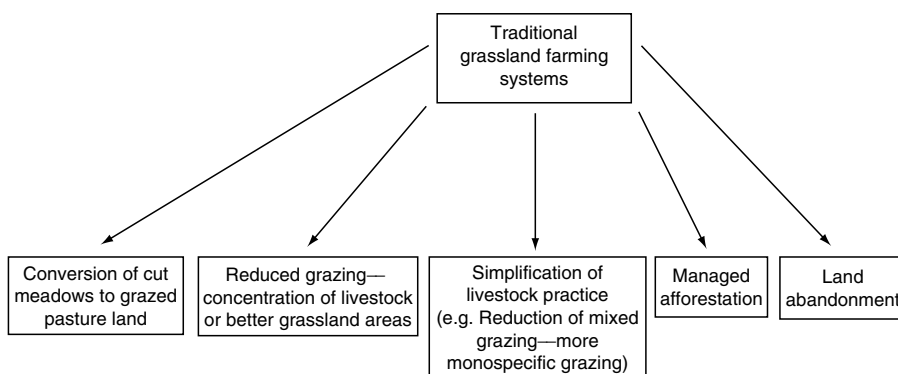 Traditional
grassland farming
systems
Conversion of cut
meadows to grazed
pasture land
Reduced grazing—
concentration of livestock
or better grassland areas
Simplification of
livestock practice
(e.g. Reduction of mixed
grazing—more
monospecific grazing)
Managed
afforestation
Land
abandonment